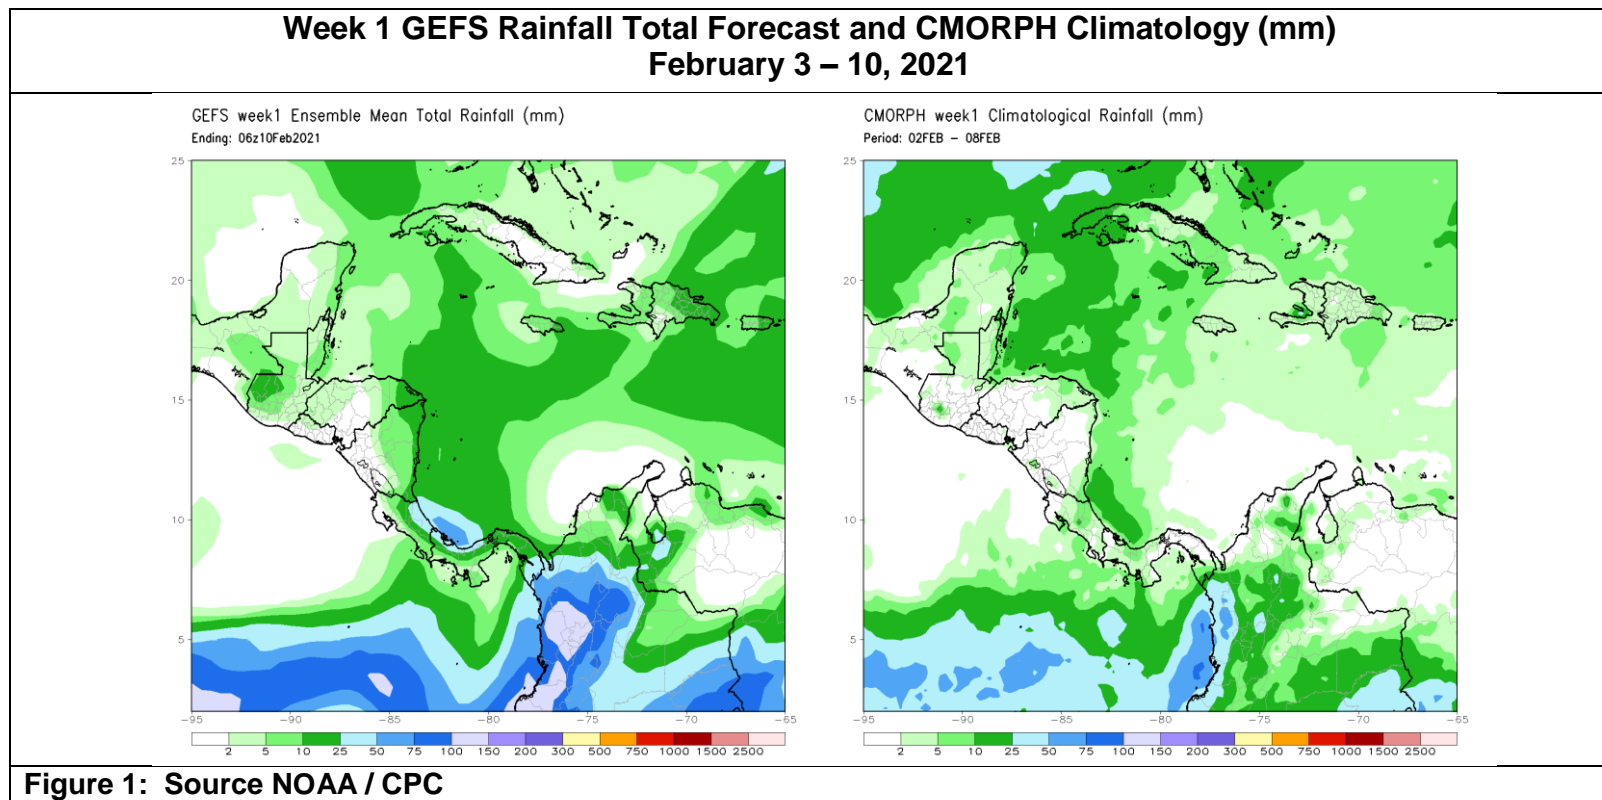 Week 1 GEFS Rainfall Total Forecast and CMORPH Climatology (mm)
February 3 – 10, 2021
GEFS week1 Ensemble Mean Total Rainfall (mm)
Ending: 06z10Feb2021
25
20
15
10
5
-95 -90 -85 -80 -75 -70 -65
2 5 10 25 50 75 100 150 200 300 500 750 1000 1500 2500
CMORPH week1 Climatological Rainfall (mm)
Period: 02FEB - 08FEB
25
20
15
10
5
-95 -90 -85 -80 -75 -70 -65
2 5 10 25 50 75 100 150 200 300 500 750 1000 1500 2500
Figure 1: Source NOAA / CPC